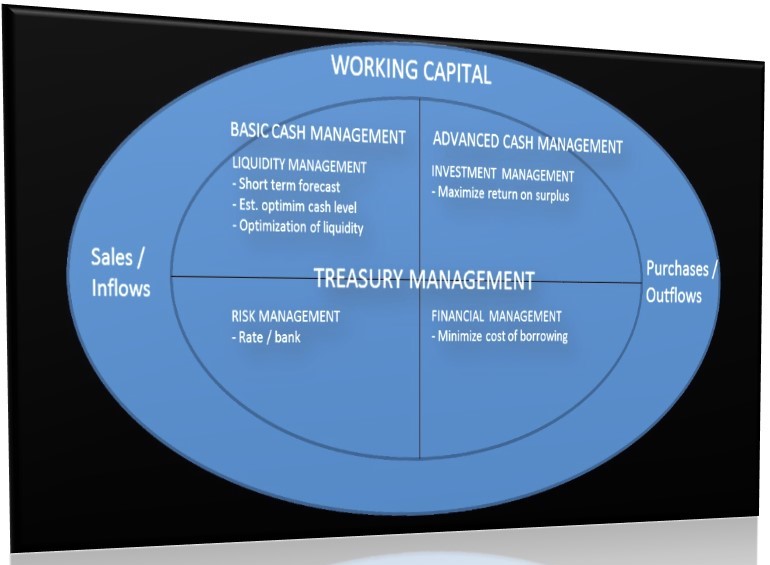 WORKING CAPITAL
BASIC CASH MANAGEMENT
LIQUIDITY MANAGEMENT
- Short term forecast
- Est. optimim cash level
- Optimization of liquidity
ADVANCED CASH MANAGEMENT
INVESTMENT MANAGEMENT
- Maximize return on surplus
Sales /
Inflows
TREASURY MANAGEMENT
Purchases /
Outflows
RISK MANAGEMENT
- Rate / bank
FINANCIAL MANAGEMENT
- Minimize cost of borrowing